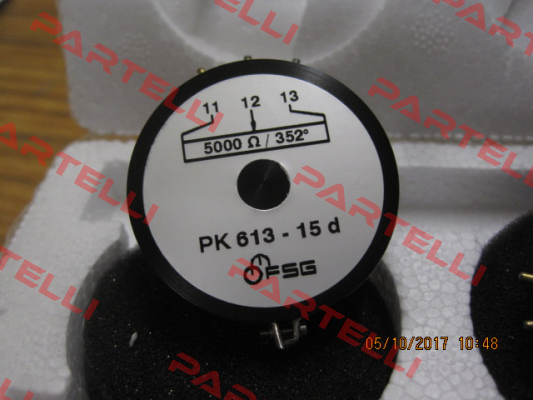 PARTELLI
PARTELLI
PARTELLI
11 12 13
5000 Ω / 352°
PK 613 - 15 d
FSG
PARTELLI
PARTELLI
PARTELLI
05/10/2017 10:48
PARTELLI
PARTELLI